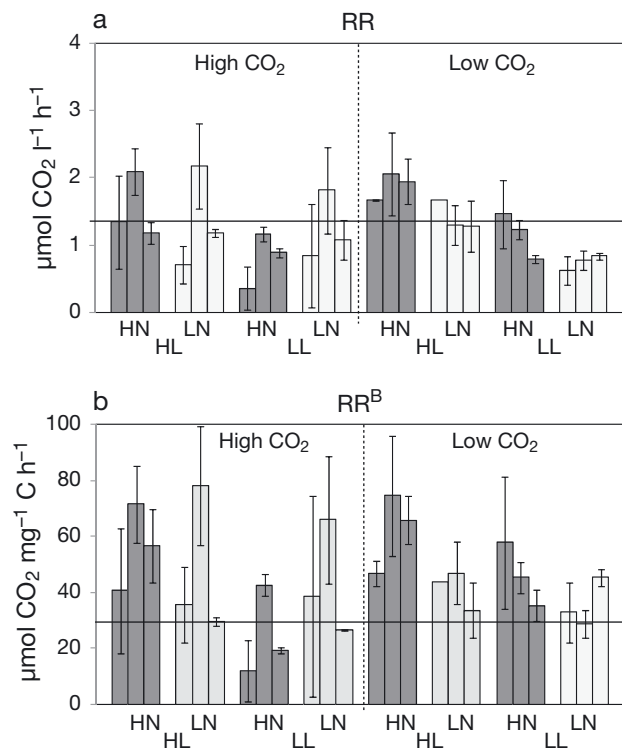 a RR
4
3
2
1
0
µmol CO₂ l⁻¹ h⁻¹
High CO₂ Low CO₂
HN LN HN LN HN LN HN LN
HL LL HL LL
b RRᴮ
100
80
60
40
20
0
µmol CO₂ mg⁻¹ C h⁻¹
High CO₂ Low CO₂
HN LN HN LN HN LN HN LN
HL LL HL LL